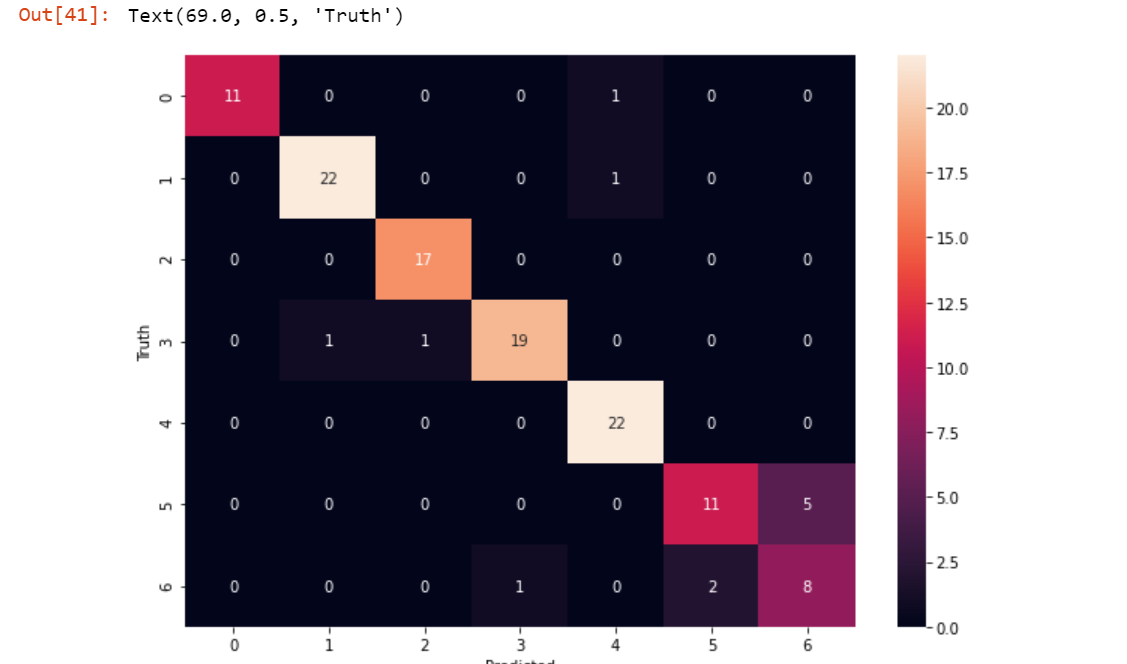 Out[41]: Text(69.0, 0.5, 'Truth')
0 11 0 0 0 1 0 0
1 0 22 0 0 1 0 0
2 0 0 17 0 0 0 0
3 0 1 1 19 0 0 0
4 0 0 0 0 22 0 0
5 0 0 0 0 0 11 5
6 0 0 0 1 0 2 8
0 1 2 3 4 5 6
Truth
Predicted
20.0
17.5
15.0
12.5
10.0
7.5
5.0
2.5
0.0